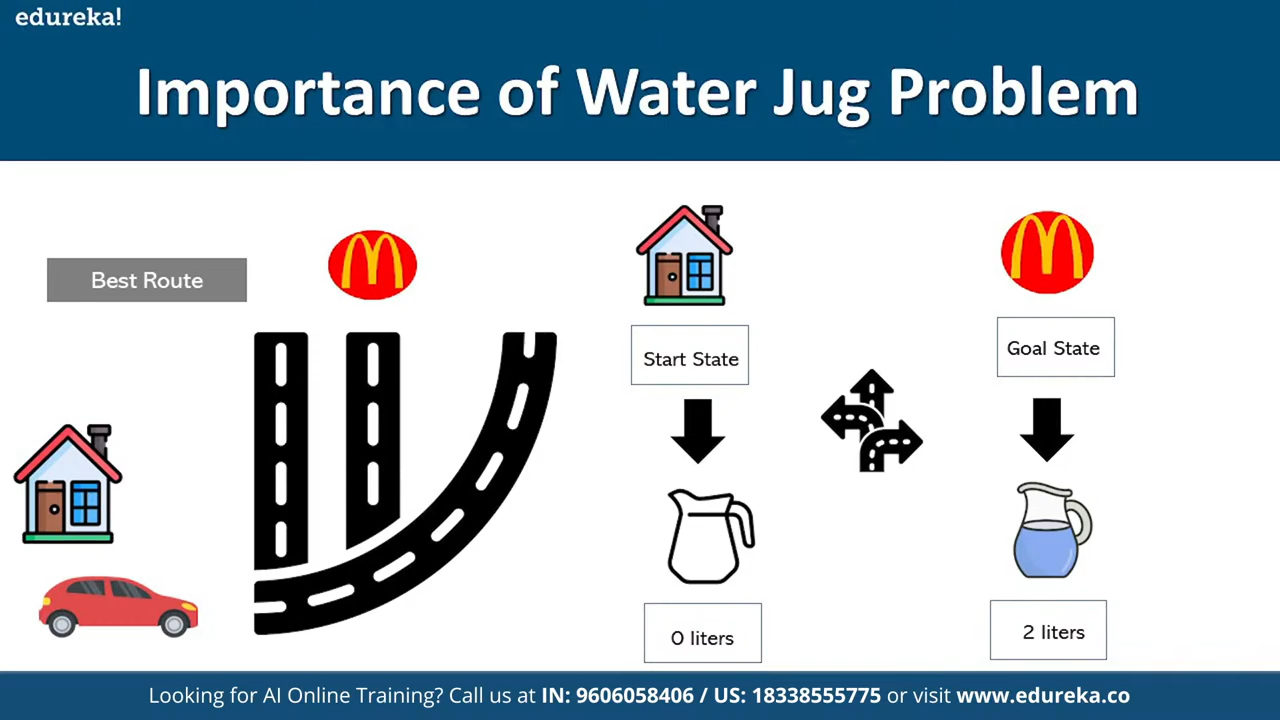 edureka!
Importance of Water Jug Problem
Best Route
Start State
Goal State
0 liters
2 liters
Looking for AI Online Training? Call us at IN: 9606058406 / US: 18338555775 or visit www.edureka.co